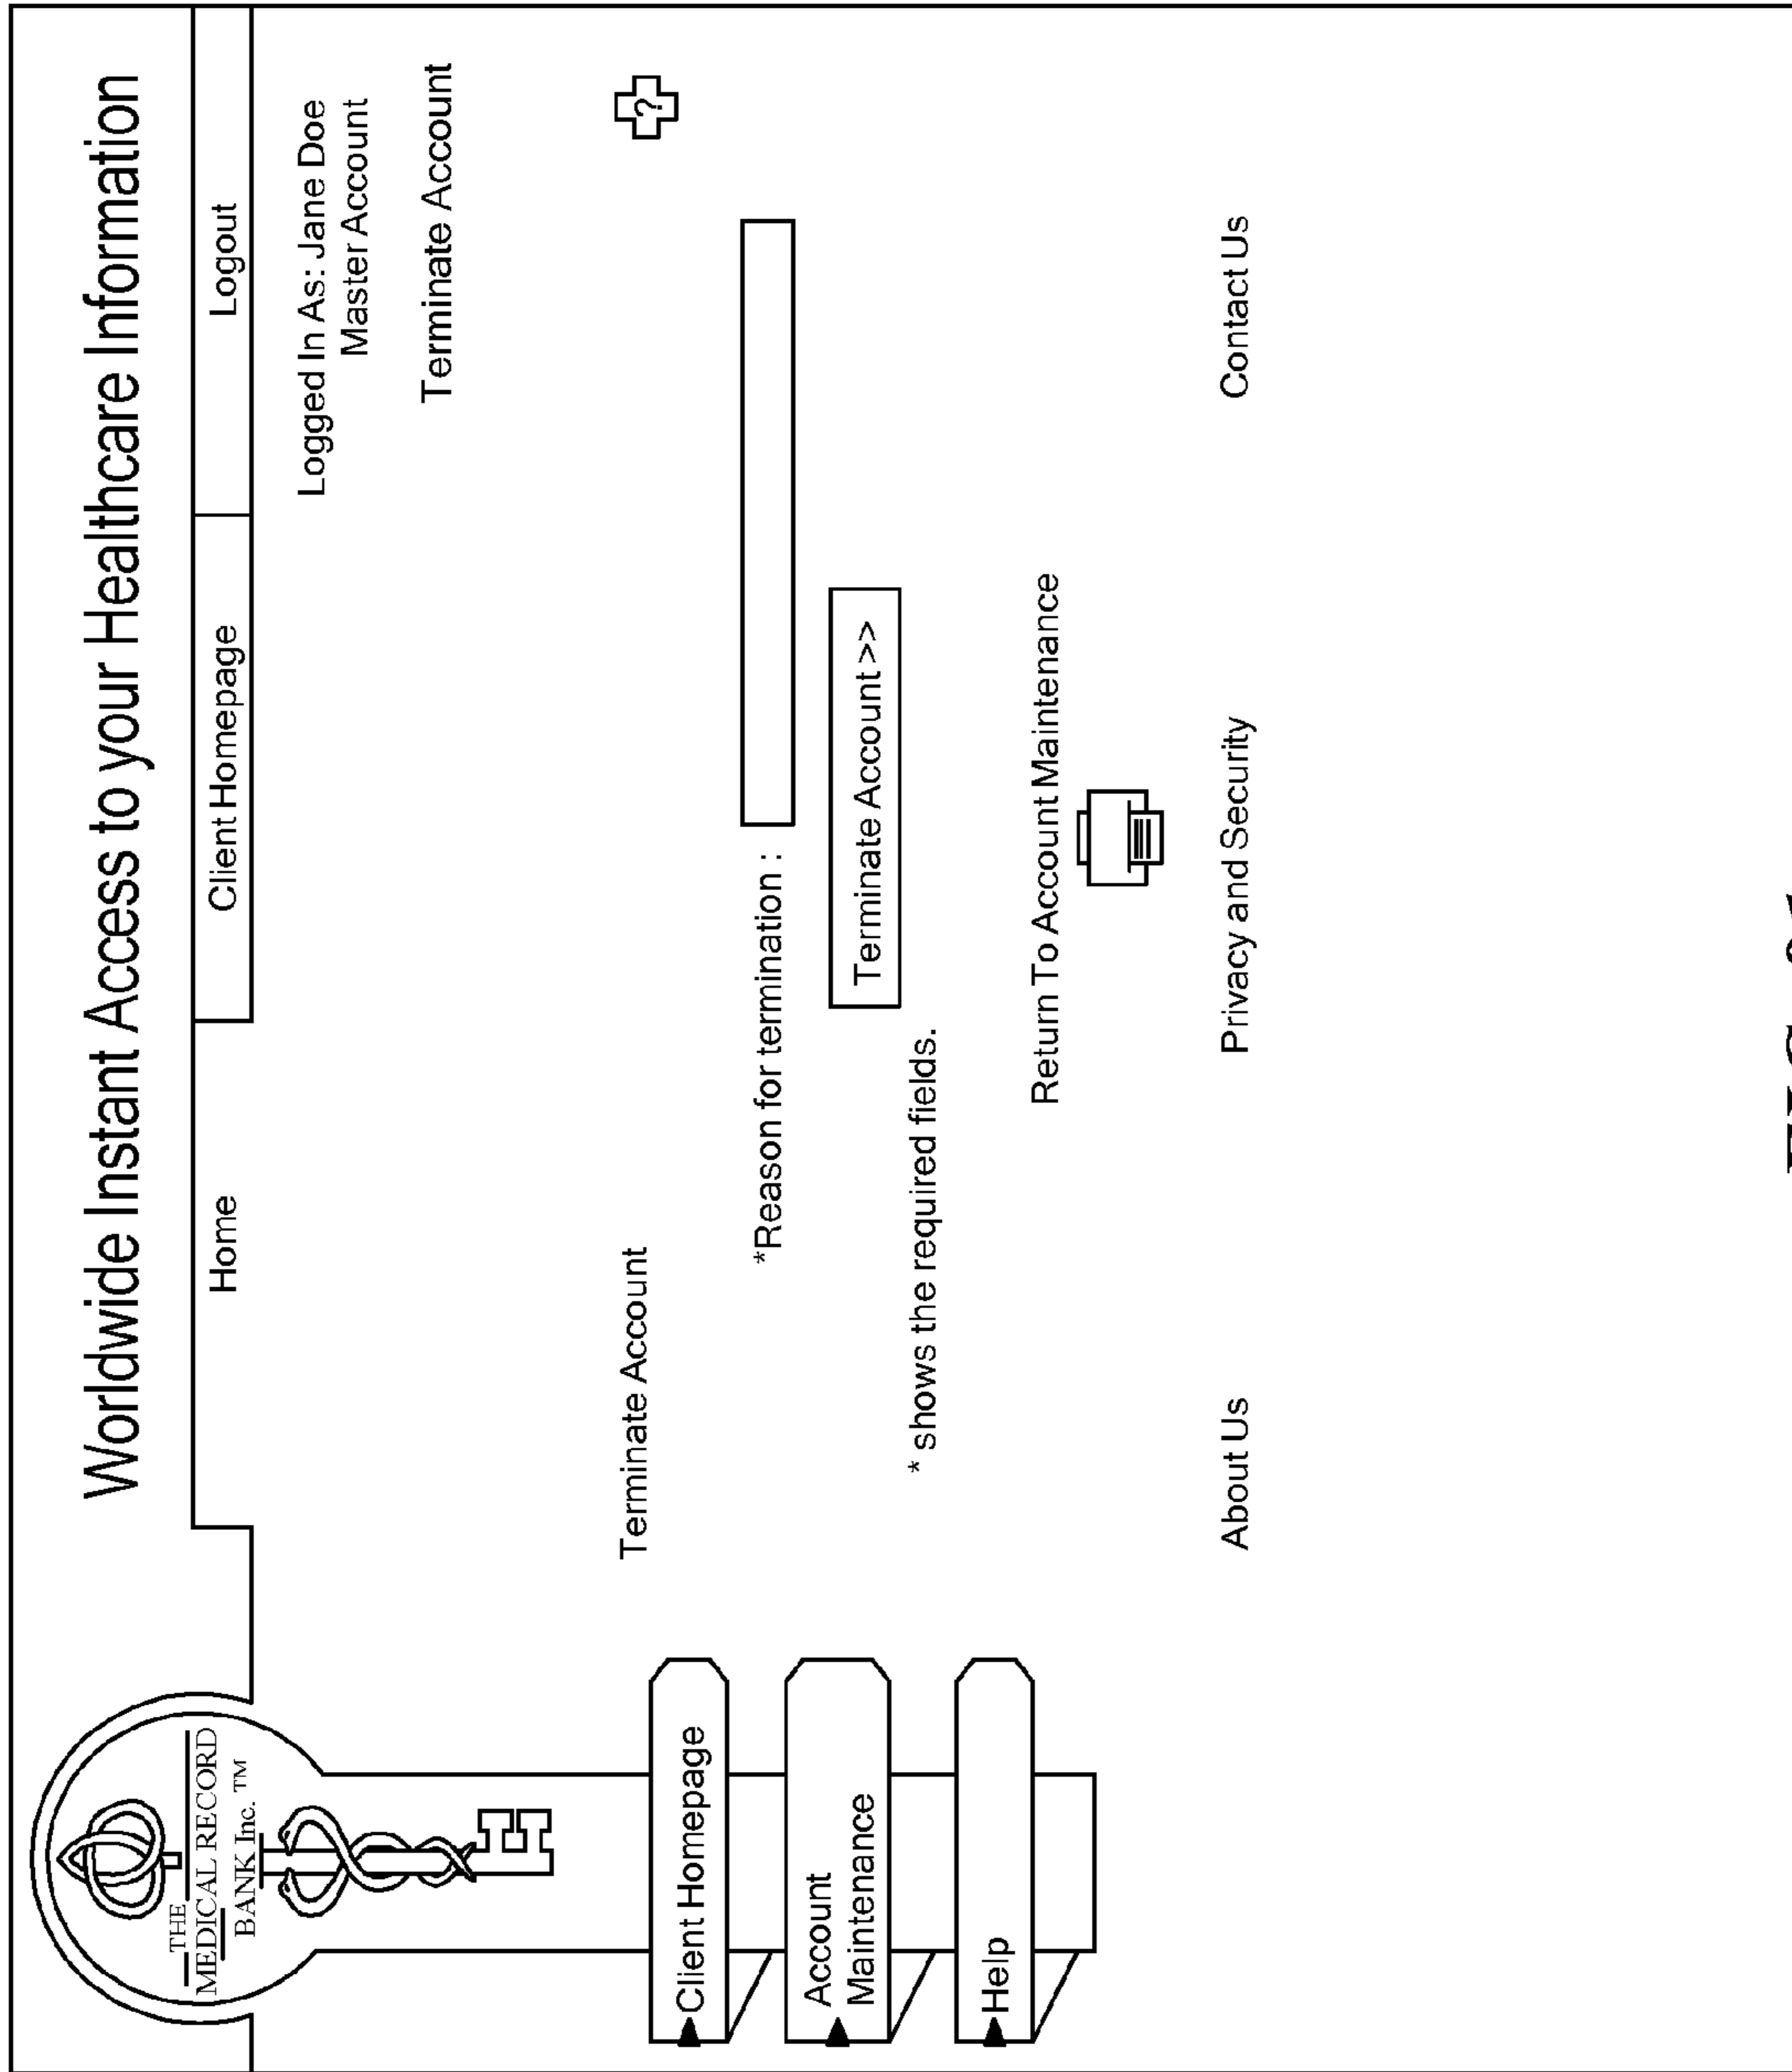 THE
MEDICAL RECORD
BANK Inc.™
Worldwide Instant Access to your Healthcare Information
Home
Client Homepage
Logout
Logged In As: Jane Doe
Master Account
Terminate Account
Terminate Account
?
*Reason for termination :
Terminate Account >>
* shows the required fields.
Return To Account Maintenance
Client Homepage
Account
Maintenance
Help
About Us
Privacy and Security
Contact Us